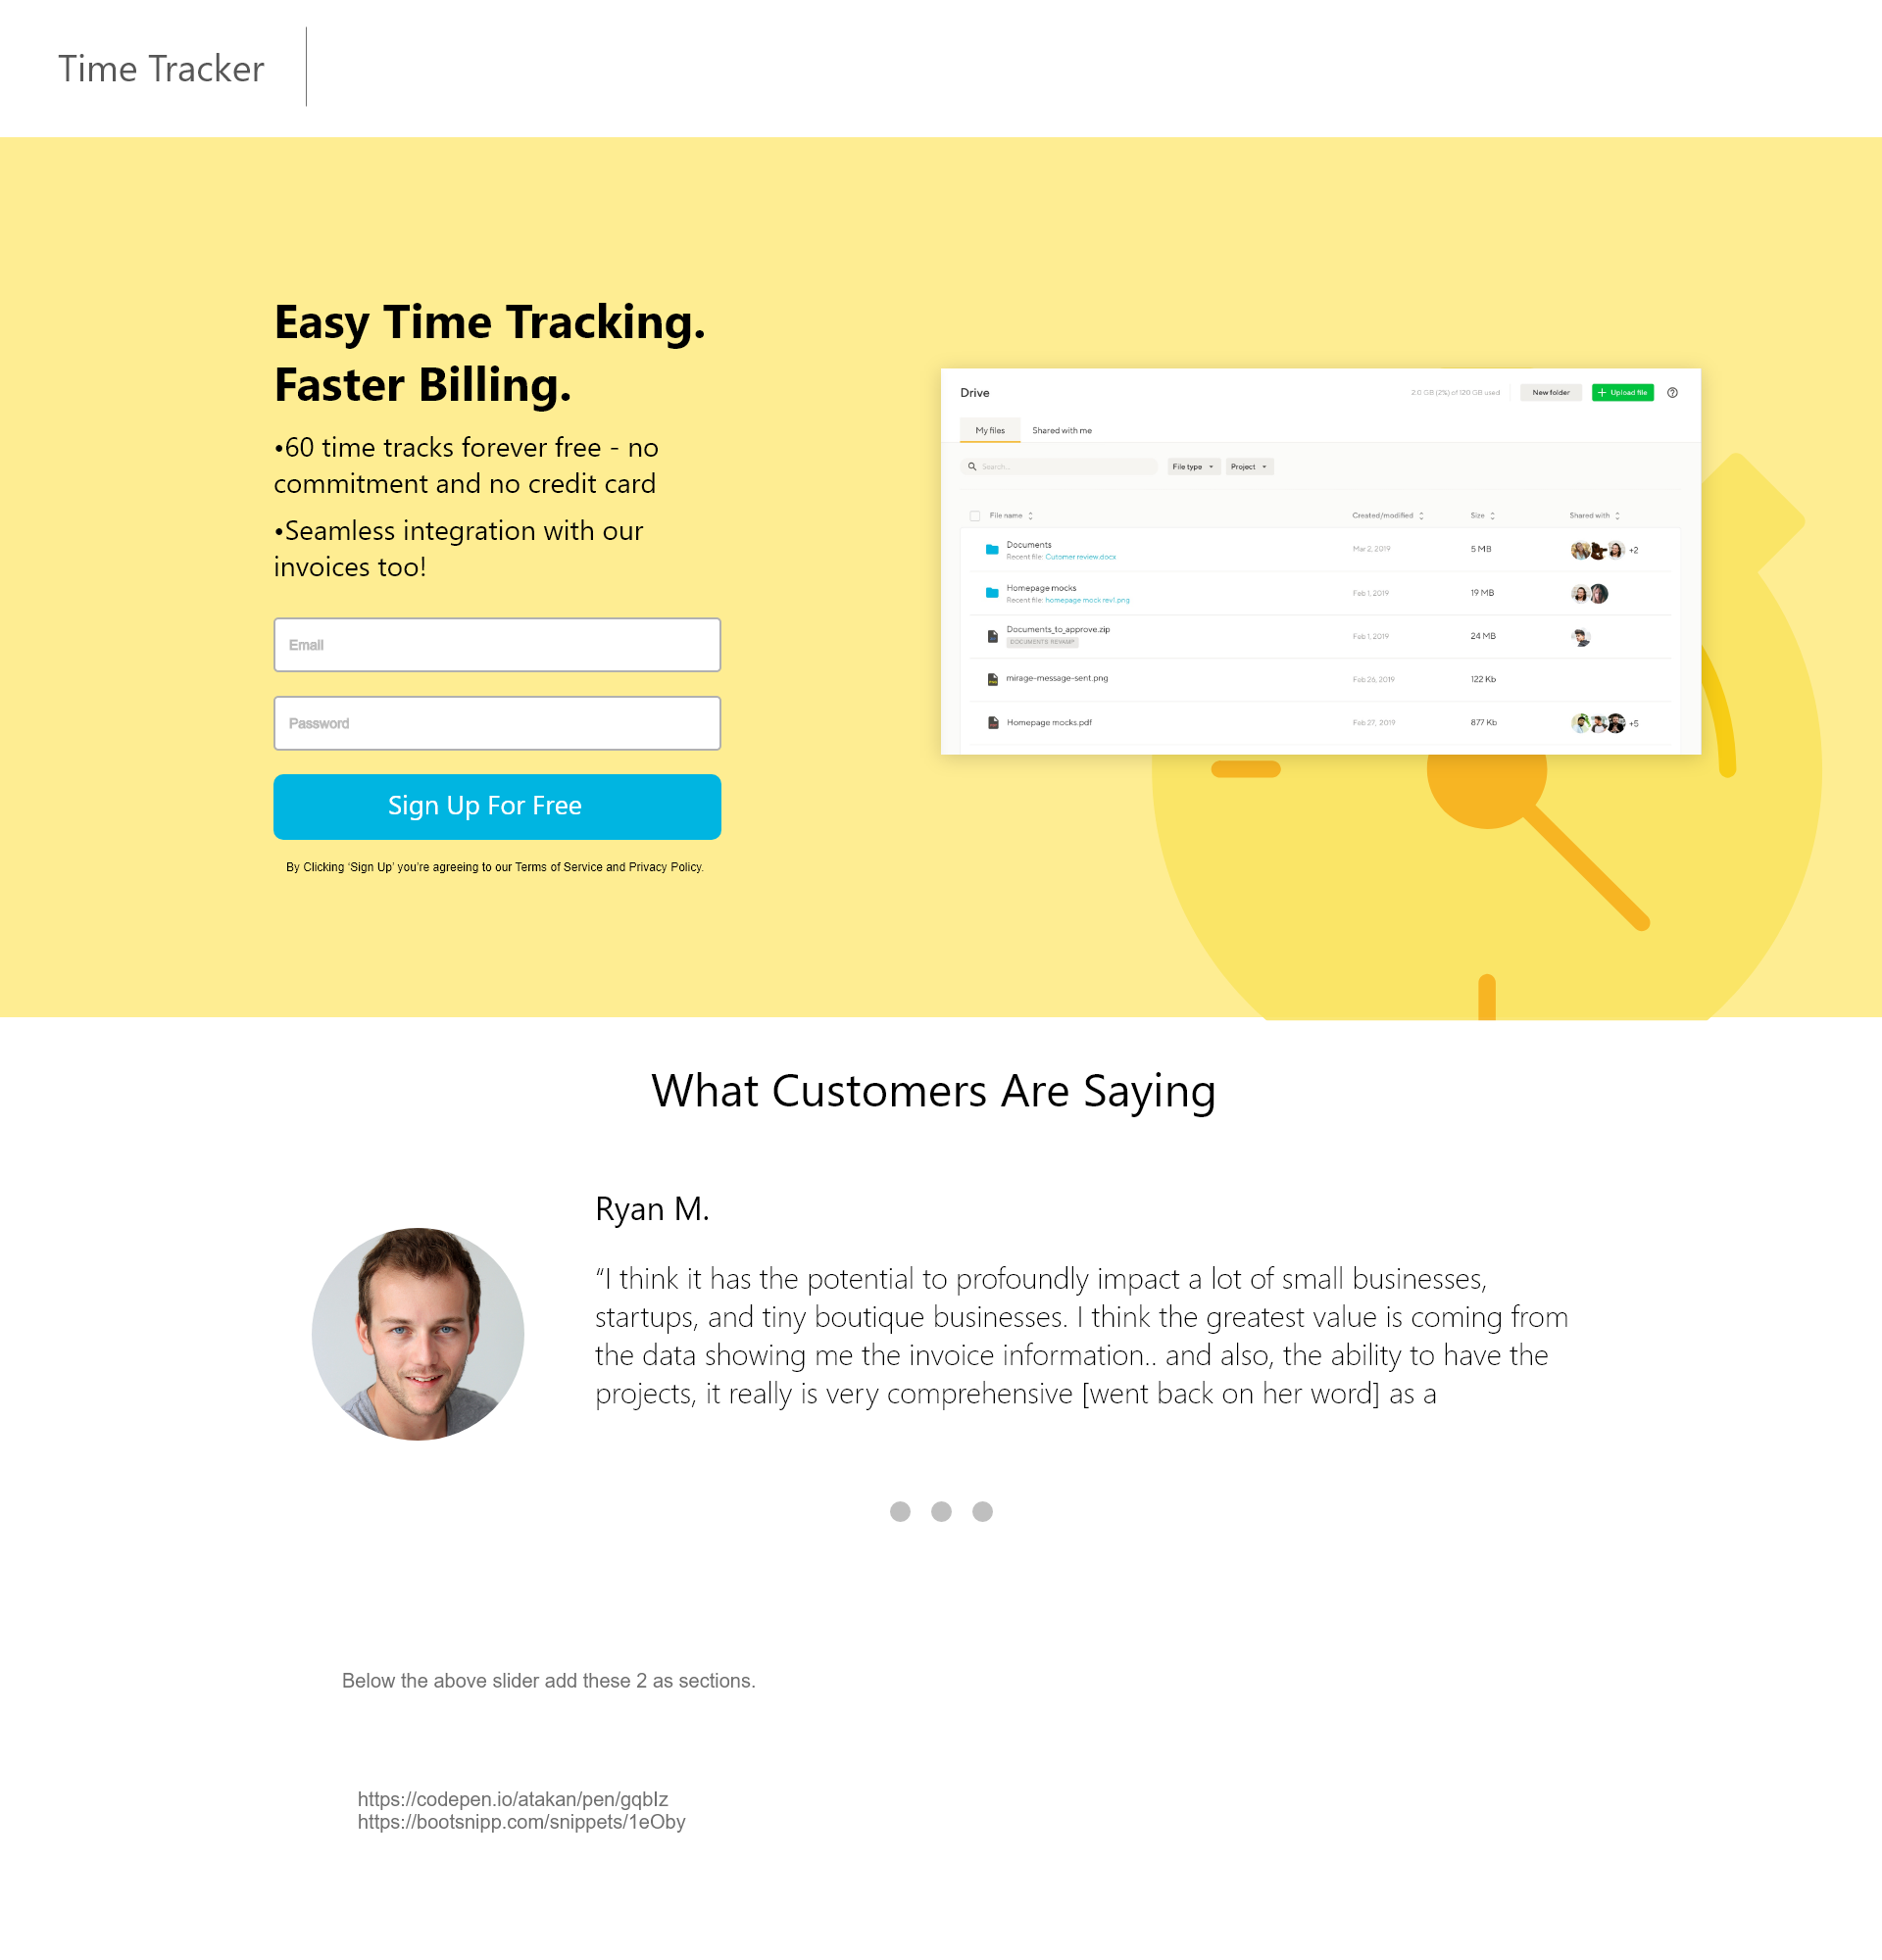 Time Tracker
Easy Time Tracking.
Faster Billing.
•60 time tracks forever free - no
commitment and no credit card
•Seamless integration with our
invoices too!
Email
Password
Sign Up For Free
By Clicking ‘Sign Up’ you’re agreeing to our Terms of Service and Privacy Policy.
Drive
2.0 GB (2%) of 120 GB used
New folder
+ Upload file
My files
Shared with me
Search...
File type
Project
File name
Created/modified
Size
Shared with
Documents
Recent file: Cutomer review.docx
Mar 2, 2019
5 MB
+2
Homepage mocks
Recent file: homepage mock rev1.png
Feb 1, 2019
19 MB
Documents_to_approve.zip
DOCUMENTS REVAMP
Feb 1, 2019
24 MB
mirage-message-sent.png
Feb 26, 2019
122 Kb
Homepage mocks.pdf
Feb 27, 2019
877 Kb
+5
What Customers Are Saying
Ryan M.
“I think it has the potential to profoundly impact a lot of small businesses,
startups, and tiny boutique businesses. I think the greatest value is coming from
the data showing me the invoice information.. and also, the ability to have the
projects, it really is very comprehensive [went back on her word] as a
Below the above slider add these 2 as sections.
https://codepen.io/atakan/pen/gqbIz
https://bootsnipp.com/snippets/1eOby